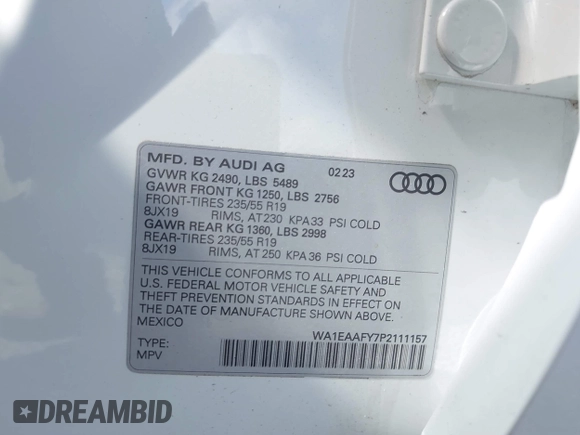 MFD. BY AUDI AG 0223
GVWR KG 2490, LBS 5489
GAWR FRONT KG 1250, LBS 2756
FRONT-TIRES 235/55 R19
8JX19 RIMS, AT 230 KPA 33 PSI COLD
GAWR REAR KG 1360, LBS 2998
REAR-TIRES 235/55 R19
8JX19 RIMS, AT 250 KPA 36 PSI COLD
THIS VEHICLE CONFORMS TO ALL APPLICABLE
U.S. FEDERAL MOTOR VEHICLE SAFETY AND
THEFT PREVENTION STANDARDS IN EFFECT ON
THE DATE OF MANUFACTURE SHOWN ABOVE.
MEXICO
WA1EAAFY7P2111157
TYPE:
MPV
DREAMBID